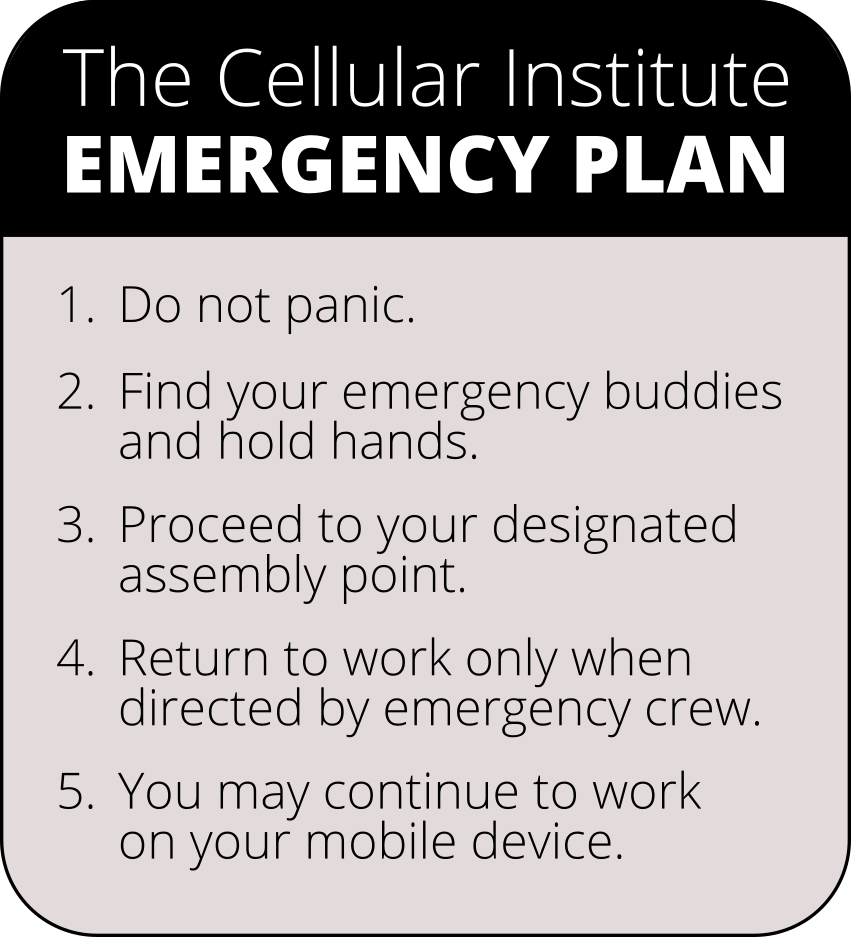 The Cellular Institute
EMERGENCY PLAN
1. Do not panic.
2. Find your emergency buddies
and hold hands.
3. Proceed to your designated
assembly point.
4. Return to work only when
directed by emergency crew.
5. You may continue to work
on your mobile device.